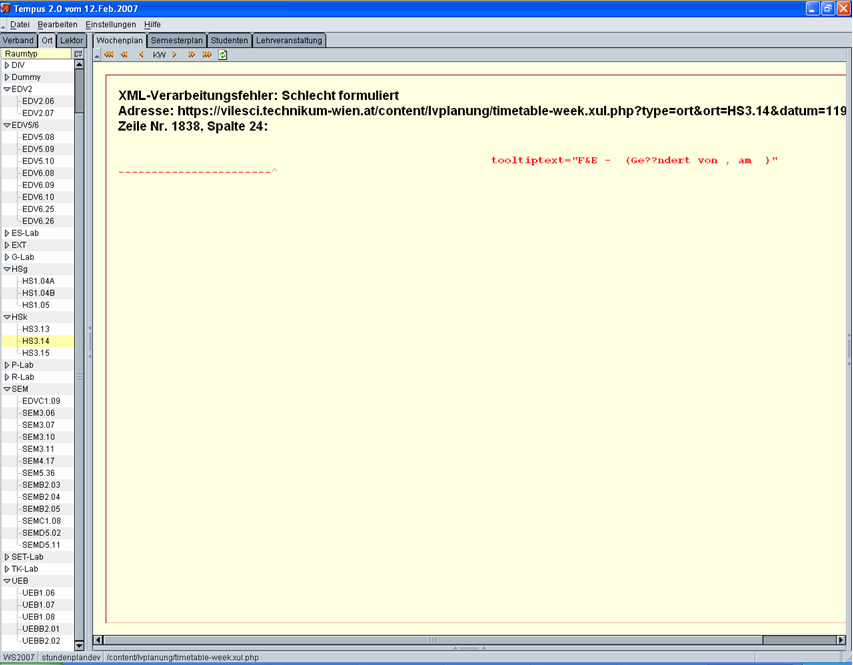 Tempus 2.0 vom 12.Feb.2007
Datei Bearbeiten Einstellungen Hilfe
Verband Ort Lektor
Wochenplan Semesterplan Studenten Lehrveranstaltung
Raumtyp
KW
DIV
Dummy
EDV2
EDV2.06
EDV2.07
EDV5/6
EDV5.08
EDV5.09
EDV5.10
EDV6.08
EDV6.09
EDV6.10
EDV6.25
EDV6.26
ES-Lab
EXT
G-Lab
HSg
HS1.04A
HS1.04B
HS1.05
HSk
HS3.13
HS3.14
HS3.15
P-Lab
R-Lab
SEM
EDVC1.09
SEM3.06
SEM3.07
SEM3.10
SEM3.11
SEM4.17
SEM5.36
SEMB2.03
SEMB2.04
SEMB2.05
SEMC1.08
SEMD5.02
SEMD5.11
SET-Lab
TK-Lab
UEB
UEB1.06
UEB1.07
UEB1.08
UEBB2.01
UEBB2.02
XML-Verarbeitungsfehler: Schlecht formuliert
Adresse: https://vilesci.technikum-wien.at/content/lvplanung/timetable-week.xul.php?type=ort&ort=HS3.14&datum=119
Zeile Nr. 1838, Spalte 24:
tooltiptext="F&E - (Ge??ndert von , am )"
-----------------------^
WS2007 stundenplandev /content/lvplanung/timetable-week.xul.php